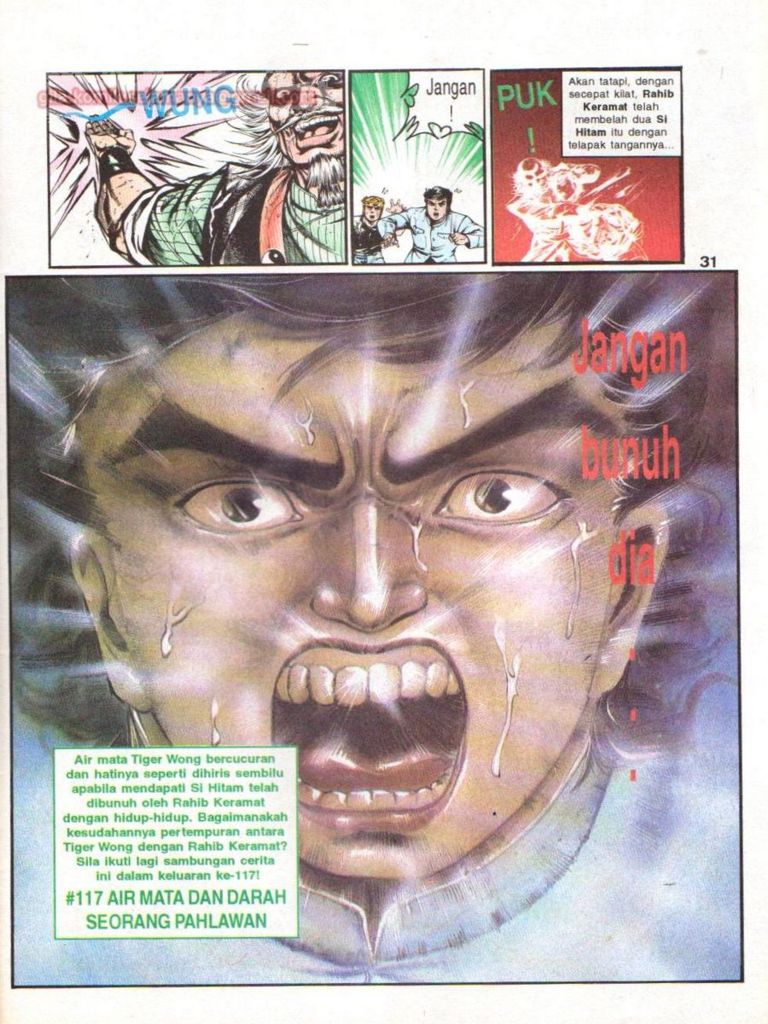 WUNG
Jangan
!
PUK
!
Akan tatapi, dengan
secepat kilat, Rahib
Keramat telah
membelah dua Si
Hitam itu dengan
telapak tangannya...
31
Jangan
bunuh
dia
. . .
Air mata Tiger Wong bercucuran
dan hatinya seperti dihiris sembilu
apabila mendapati Si Hitam telah
dibunuh oleh Rahib Keramat
dengan hidup-hidup. Bagaimanakah
kesudahannya pertempuran antara
Tiger Wong dengan Rahib Keramat?
Sila ikuti lagi sambungan cerita
ini dalam keluaran ke-117!
#117 AIR MATA DAN DARAH
SEORANG PAHLAWAN